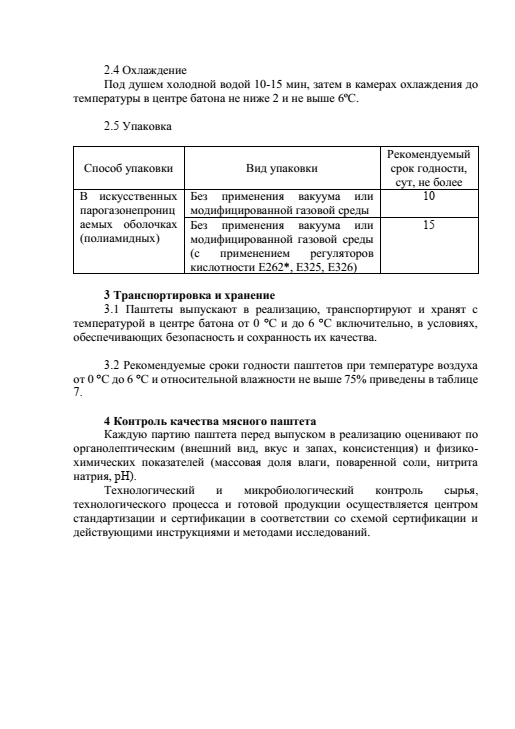 2.4 Охлаждение
Под душем холодной водой 10-15 мин, затем в камерах охлаждения до
температуры в центре батона не ниже 2 и не выше 6ºС.
2.5 Упаковка
Способ упаковки
Вид упаковки
Рекомендуемый
срок годности,
сут, не более
В искусственных
парогазонепрониц
аемых оболочках
(полиамидных)
Без применения вакуума или
модифицированной газовой среды
10
Без применения вакуума или
модифицированной газовой среды
(с применением регуляторов
кислотности Е262*, Е325, Е326)
15
3 Транспортировка и хранение
3.1 Паштеты выпускают в реализацию, транспортируют и хранят с
температурой в центре батона от 0 °С и до 6 °С включительно, в условиях,
обеспечивающих безопасность и сохранность их качества.
3.2 Рекомендуемые сроки годности паштетов при температуре воздуха
от 0 °С до 6 °С и относительной влажности не выше 75% приведены в таблице
7.
4 Контроль качества мясного паштета
Каждую партию паштета перед выпуском в реализацию оценивают по
органолептическим (внешний вид, вкус и запах, консистенция) и физико-
химических показателей (массовая доля влаги, поваренной соли, нитрита
натрия, pH).
Технологический и микробиологический контроль сырья,
технологического процесса и готовой продукции осуществляется центром
стандартизации и сертификации в соответствии со схемой сертификации и
действующими инструкциями и методами исследований.